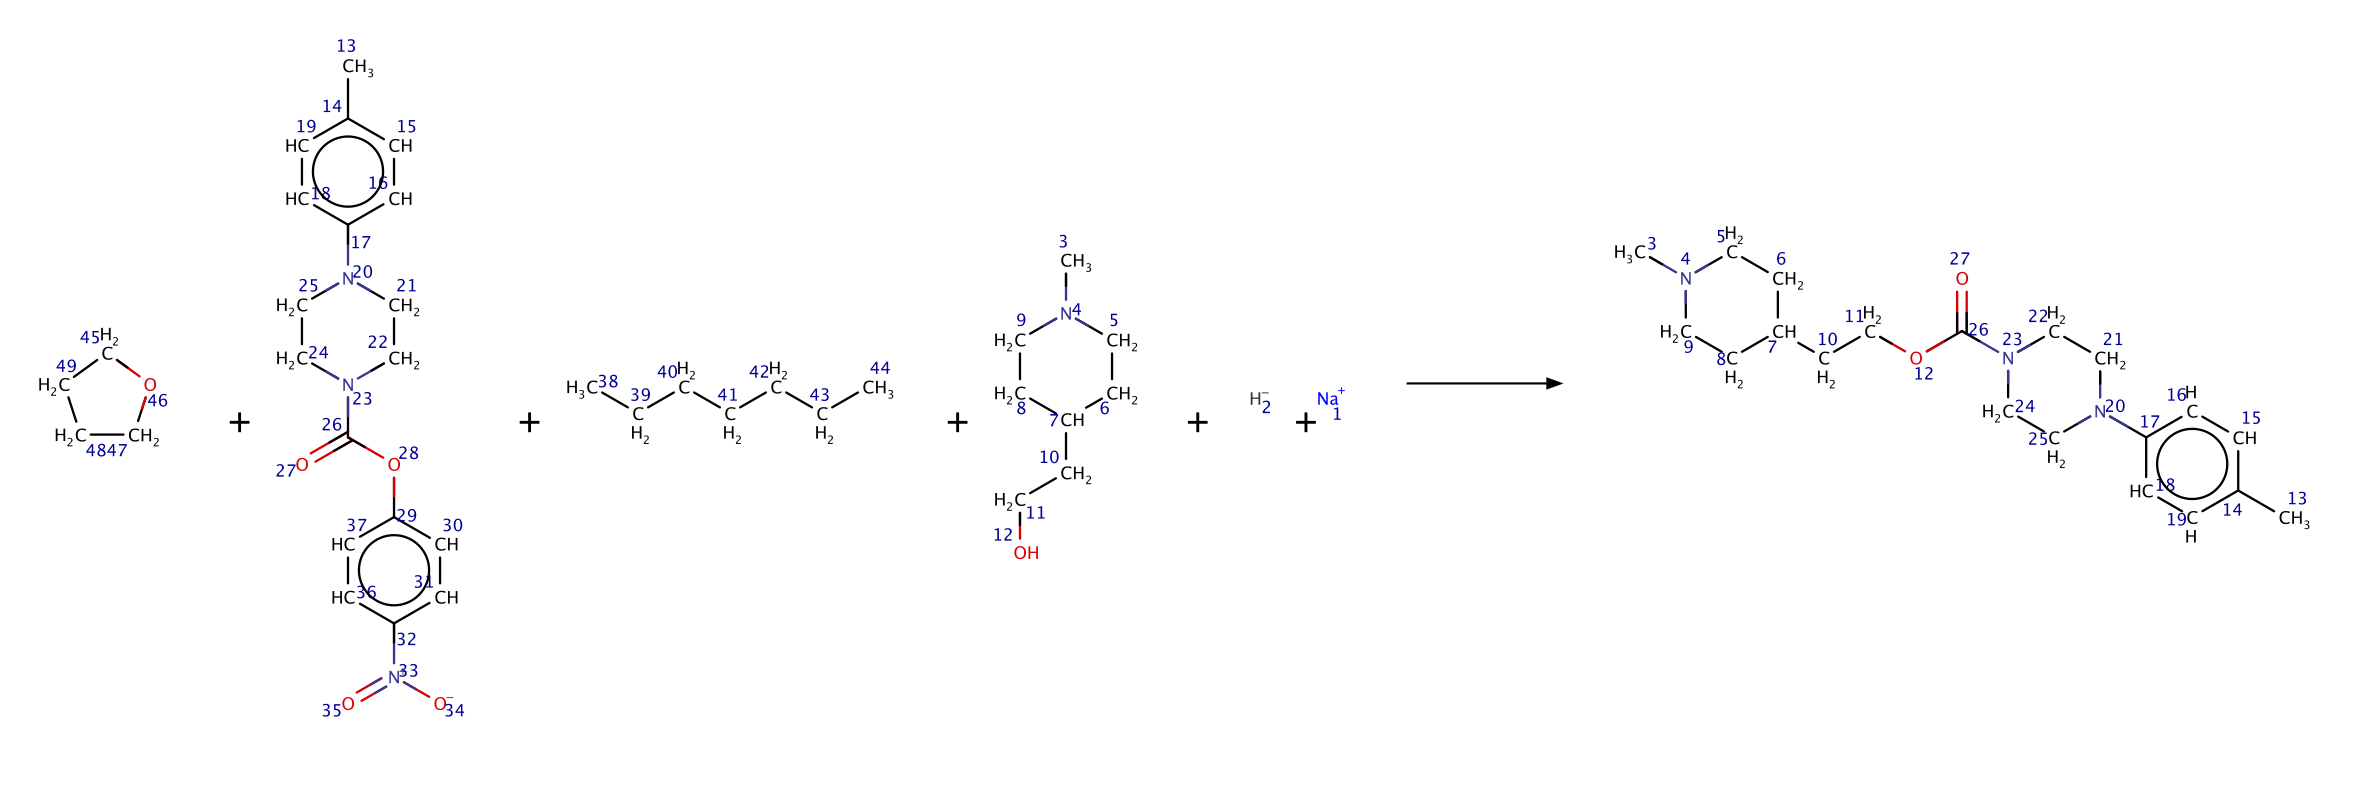 45 H2 C
49 H2C
O 46
H2C 48 47 CH2
+
13
CH3
14
19 HC
15 CH
HC 18
16 CH
17
N 20
25 H2C
21 CH2
H2C 24
22 CH2
N 23
26
27 O
O 28
29
37 HC
30 CH
HC 36
31 CH
32
N+ 33
35 O
O− 34
+
H3C 38
39 C H2
40 H2 C
41 C H2
42 H2 C
43 C H2
44 CH3
+
3
CH3
N 4
9 H2C
5 CH2
H2C 8
CH2 6
7 CH
10 CH2
H2C 11
12
OH
+
H− 2
+
Na+ 1
H3C 3
4 N
5 H2 C
6 CH2
H2C 9
8 C H2
CH 7
10 C H2
11 H2 C
O 12
27
O
26
23 N
22 H2 C
21 CH2
H2C 24
25 C H2
N 20
17
16 H C
15 CH
HC 18
19 C H
14
13
CH3